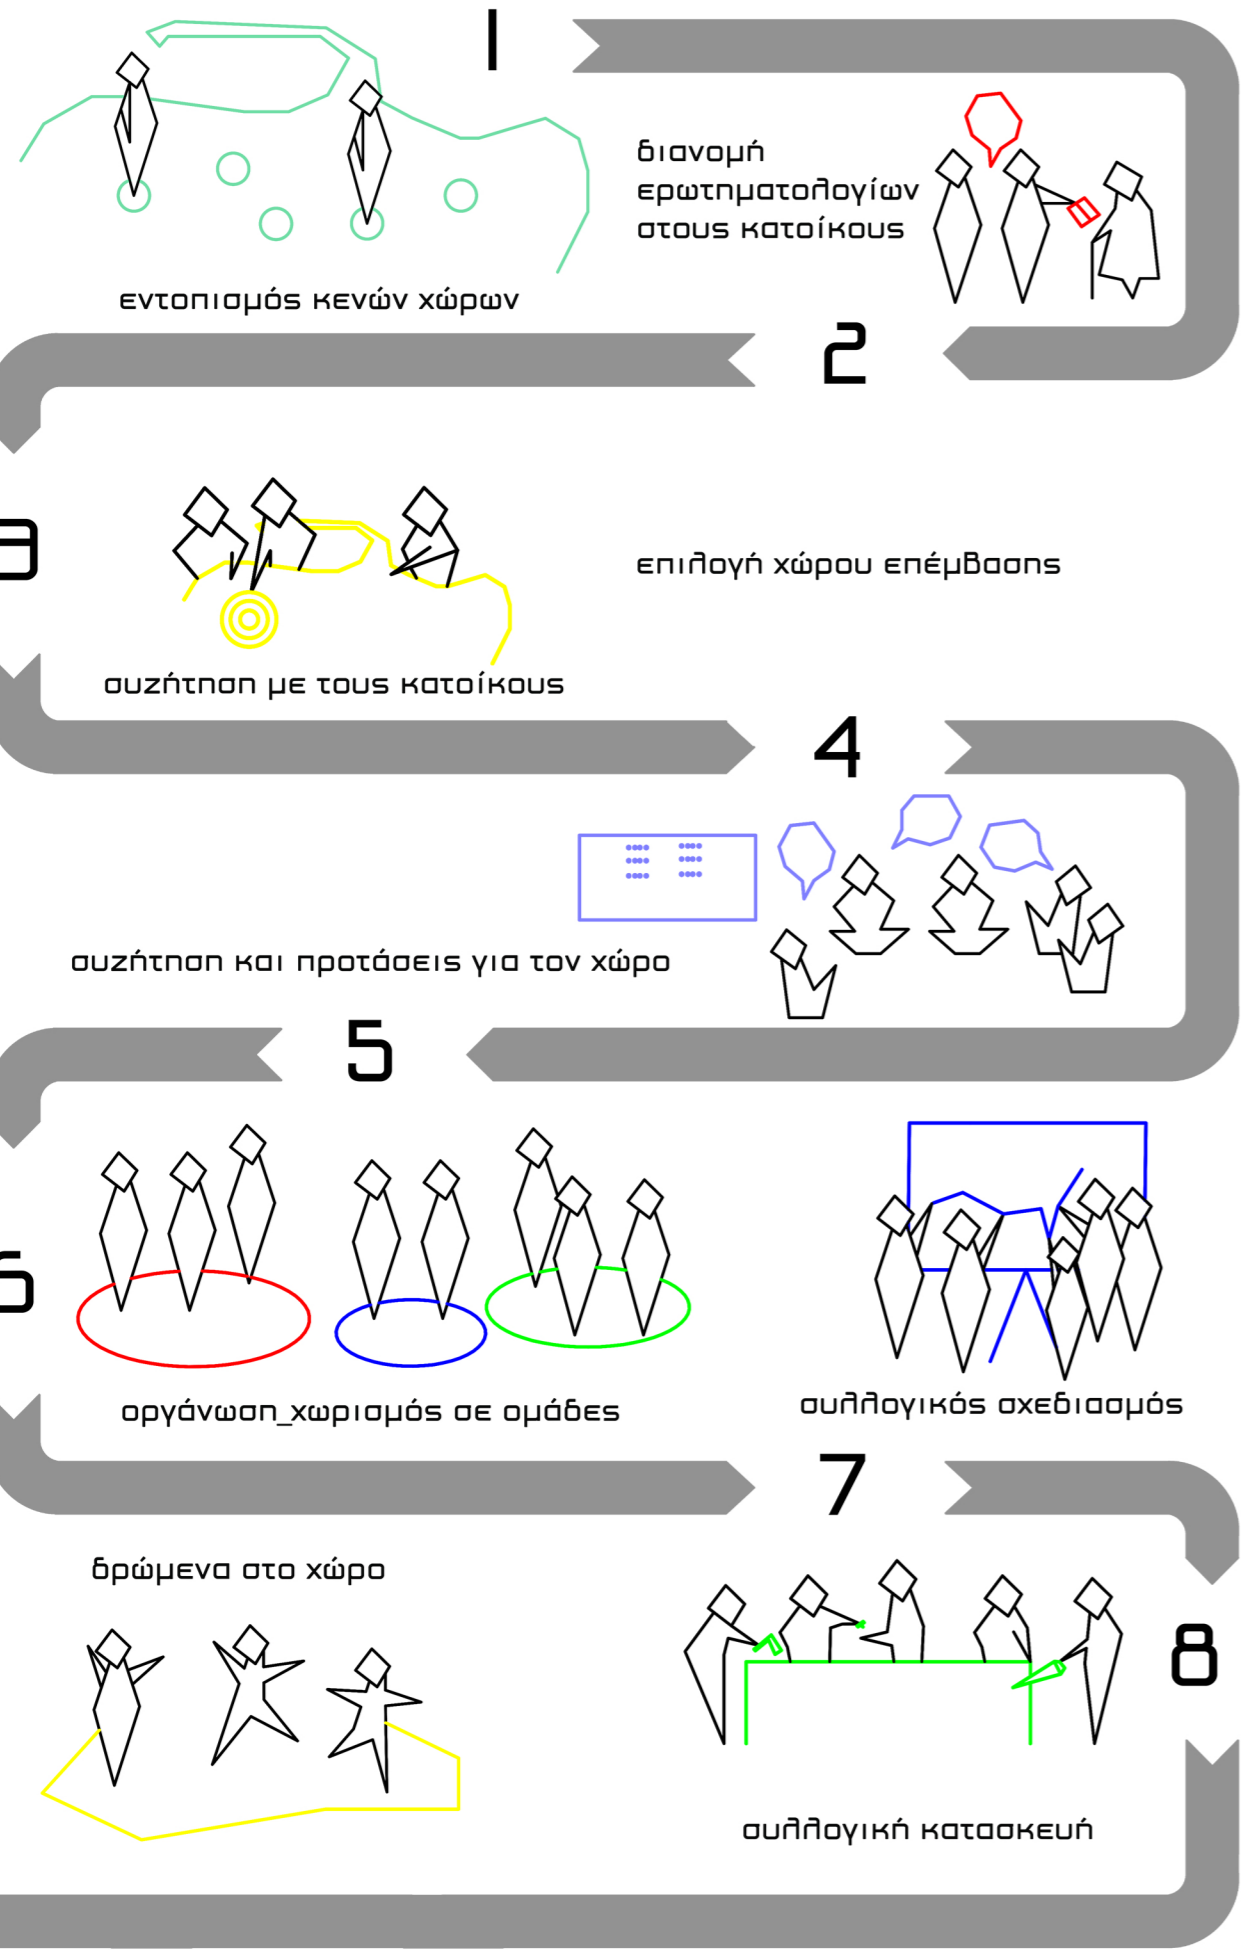 1
διανομή
ερωτηματολογίων
στους κατοίκους
εντοπισμός κενών χώρων
2
3
επιλογή χώρου επέμβασης
συζήτηση με τους κατοίκους
4
συζήτηση και προτάσεις για τον χώρο
5
6
οργάνωση_χωρισμός σε ομάδες
συλλογικός σχεδιασμός
7
δρώμενα στο χώρο
8
συλλογική κατασκευή